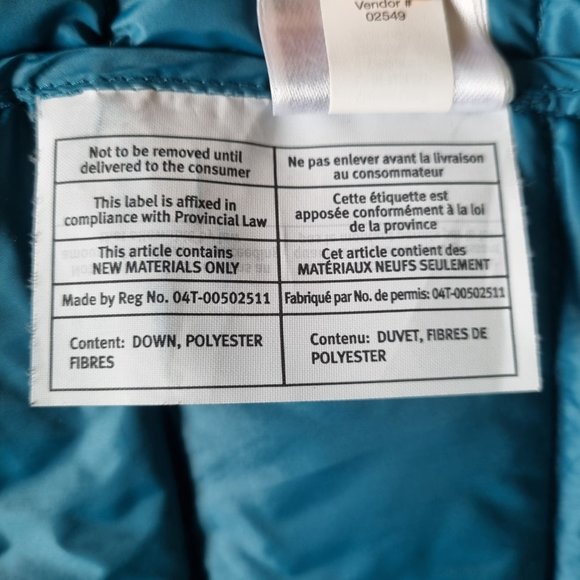 Vendor #
02549
Not to be removed until
delivered to the consumer
Ne pas enlever avant la livraison
au consommateur
This label is affixed in
compliance with Provincial Law
Cette étiquette est
apposée conformément à la loi
de la province
This article contains
NEW MATERIALS ONLY
Cet article contient des
MATÉRIAUX NEUFS SEULEMENT
Made by Reg No. 04T-00502511
Fabriqué par No. de permis: 04T-00502511
Content: DOWN, POLYESTER
FIBRES
Contenu: DUVET, FIBRES DE
POLYESTER